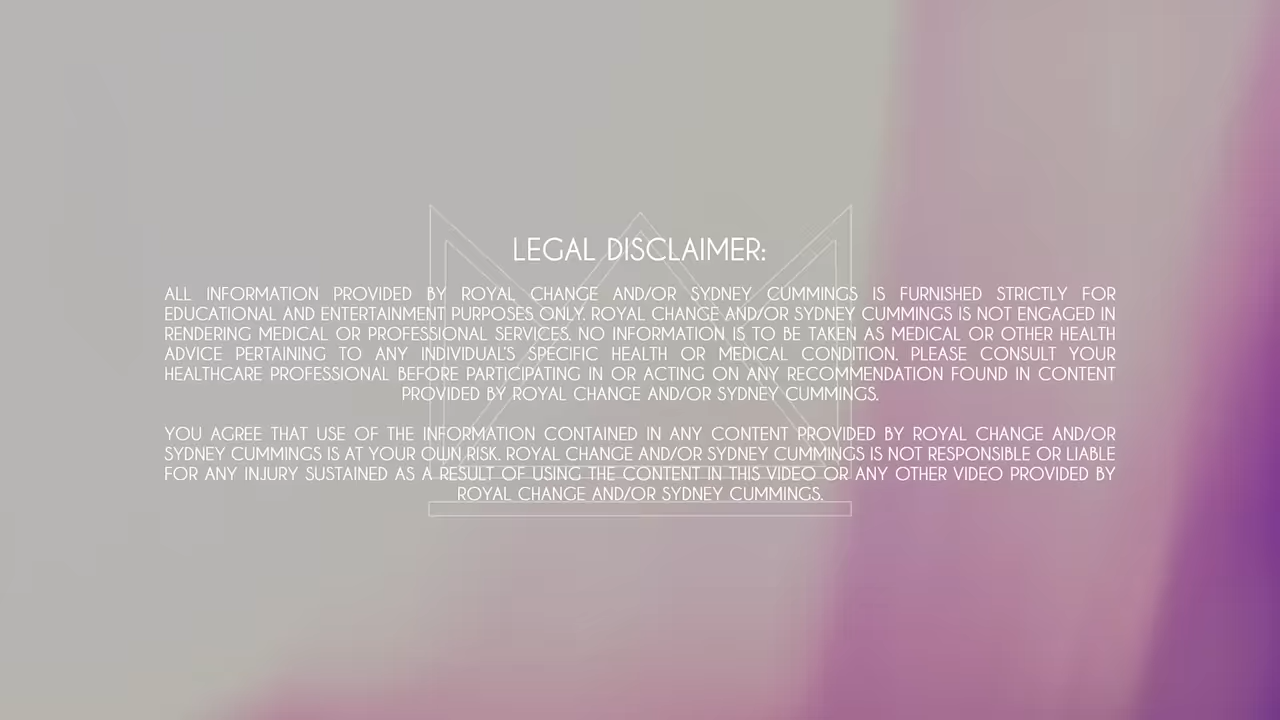 LEGAL DISCLAIMER:
ALL INFORMATION PROVIDED BY ROYAL CHANGE AND/OR SYDNEY CUMMINGS IS FURNISHED STRICTLY FOR
EDUCATIONAL AND ENTERTAINMENT PURPOSES ONLY. ROYAL CHANGE AND/OR SYDNEY CUMMINGS IS NOT ENGAGED IN
RENDERING MEDICAL OR PROFESSIONAL SERVICES. NO INFORMATION IS TO BE TAKEN AS MEDICAL OR OTHER HEALTH
ADVICE PERTAINING TO ANY INDIVIDUAL'S SPECIFIC HEALTH OR MEDICAL CONDITION. PLEASE CONSULT YOUR
HEALTHCARE PROFESSIONAL BEFORE PARTICIPATING IN OR ACTING ON ANY RECOMMENDATION FOUND IN CONTENT
PROVIDED BY ROYAL CHANGE AND/OR SYDNEY CUMMINGS.
YOU AGREE THAT USE OF THE INFORMATION CONTAINED IN ANY CONTENT PROVIDED BY ROYAL CHANGE AND/OR
SYDNEY CUMMINGS IS AT YOUR OWN RISK. ROYAL CHANGE AND/OR SYDNEY CUMMINGS IS NOT RESPONSIBLE OR LIABLE
FOR ANY INJURY SUSTAINED AS A RESULT OF USING THE CONTENT IN THIS VIDEO OR ANY OTHER VIDEO PROVIDED BY
ROYAL CHANGE AND/OR SYDNEY CUMMINGS.